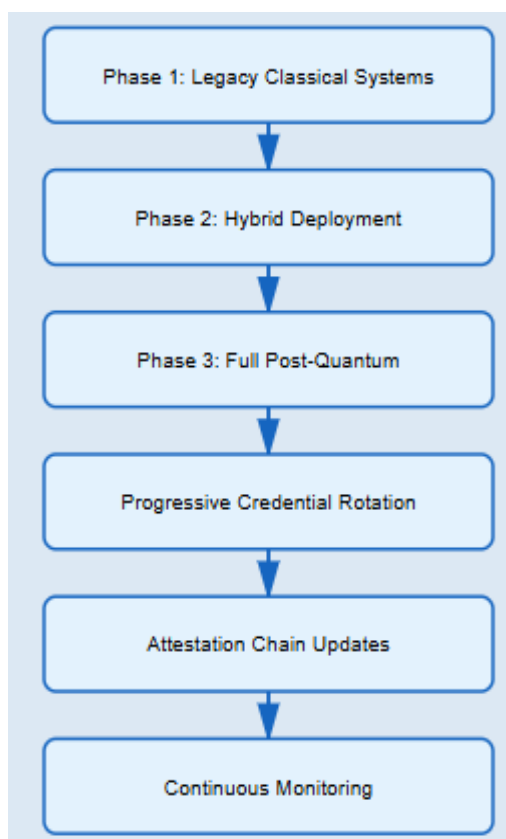 Phase 1: Legacy Classical Systems
Phase 2: Hybrid Deployment
Phase 3: Full Post-Quantum
Progressive Credential Rotation
Attestation Chain Updates
Continuous Monitoring